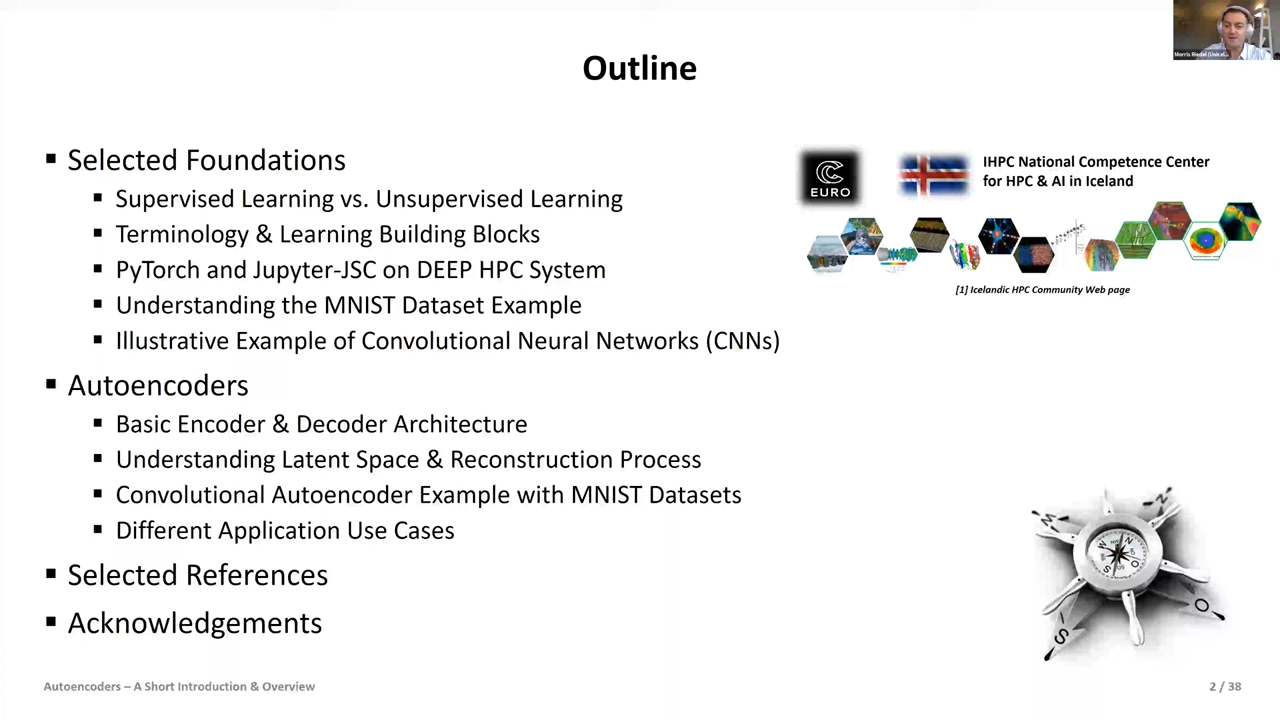 Outline
Selected Foundations
Supervised Learning vs. Unsupervised Learning
Terminology & Learning Building Blocks
PyTorch and Jupyter-JSC on DEEP HPC System
Understanding the MNIST Dataset Example
Illustrative Example of Convolutional Neural Networks (CNNs)
Autoencoders
Basic Encoder & Decoder Architecture
Understanding Latent Space & Reconstruction Process
Convolutional Autoencoder Example with MNIST Datasets
Different Application Use Cases
Selected References
Acknowledgements
EURO
IHPC National Competence Center
for HPC & AI in Iceland
[1] Icelandic HPC Community Web page
N
W
O
S
I
S
O
Autoencoders – A Short Introduction & Overview
2 / 38